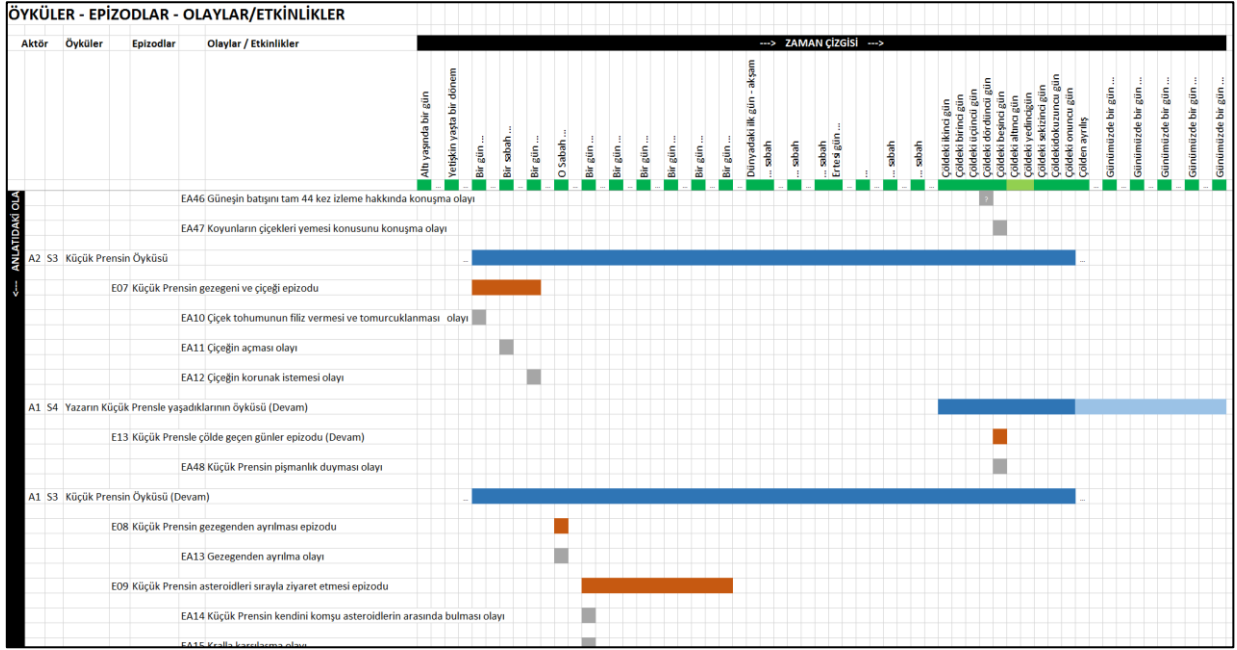 ÖYKÜLER - EPİZODLAR - OLAYLAR/ETKİNLİKLER
Aktör Öyküler Epizodlar Olaylar / Etkinlikler ---> ZAMAN ÇİZGİSİ --->
Altı yaşında bir gün
...
Yetişkin yaşta bir dönem
...
Bir gün ...
...
Bir sabah ...
...
Bir gün ...
...
O Sabah ...
...
Bir gün ...
...
Bir gün ...
...
Bir gün ...
...
Bir gün ...
...
Bir gün ...
...
Bir gün ...
...
Dünyadaki ilk gün - akşam
... sabah
...
... sabah
...
... sabah
Ertesi gün ...
...
...
...
... sabah
...
... sabah
...
Çöldeki ikinci gün
Çöldeki birinci gün
Çöldeki üçüncü gün
Çöldeki dördüncü gün
Çöldeki beşinci gün
Çöldeki altıncı gün
Çöldeki yedincigün
Çöldeki sekizinci gün
Çöldekidokuzuncu gün
Çöldeki onuncu gün
Çölden ayrılış
...
Günümüzde bir gün ...
...
Günümüzde bir gün ...
...
Günümüzde bir gün ...
...
Günümüzde bir gün ...
...
Günümüzde bir gün ...
<--- ANLATIDAKİ OLA
EA46 Güneşin batışını tam 44 kez izleme hakkında konuşma olayı
EA47 Koyunların çiçekleri yemesi konusunu konuşma olayı
A2 S3 Küçük Prensin Öyküsü ... ...
E07 Küçük Prensin gezegeni ve çiçeği epizodu
EA10 Çiçek tohumunun filiz vermesi ve tomurcuklanması olayı
EA11 Çiçeğin açması olayı
EA12 Çiçeğin korunak istemesi olayı
A1 S4 Yazarın Küçük Prensle yaşadıklarının öyküsü (Devam)
E13 Küçük Prensle çölde geçen günler epizodu (Devam)
EA48 Küçük Prensin pişmanlık duyması olayı
A1 S3 Küçük Prensin Öyküsü (Devam) ... ...
E08 Küçük Prensin gezegenden ayrılması epizodu
EA13 Gezegenden ayrılma olayı
E09 Küçük Prensin asteroidleri sırayla ziyaret etmesi epizodu
EA14 Küçük Prensin kendini komşu asteroidlerin arasında bulması olayı
EA15 Kralla karşılaşma olayı